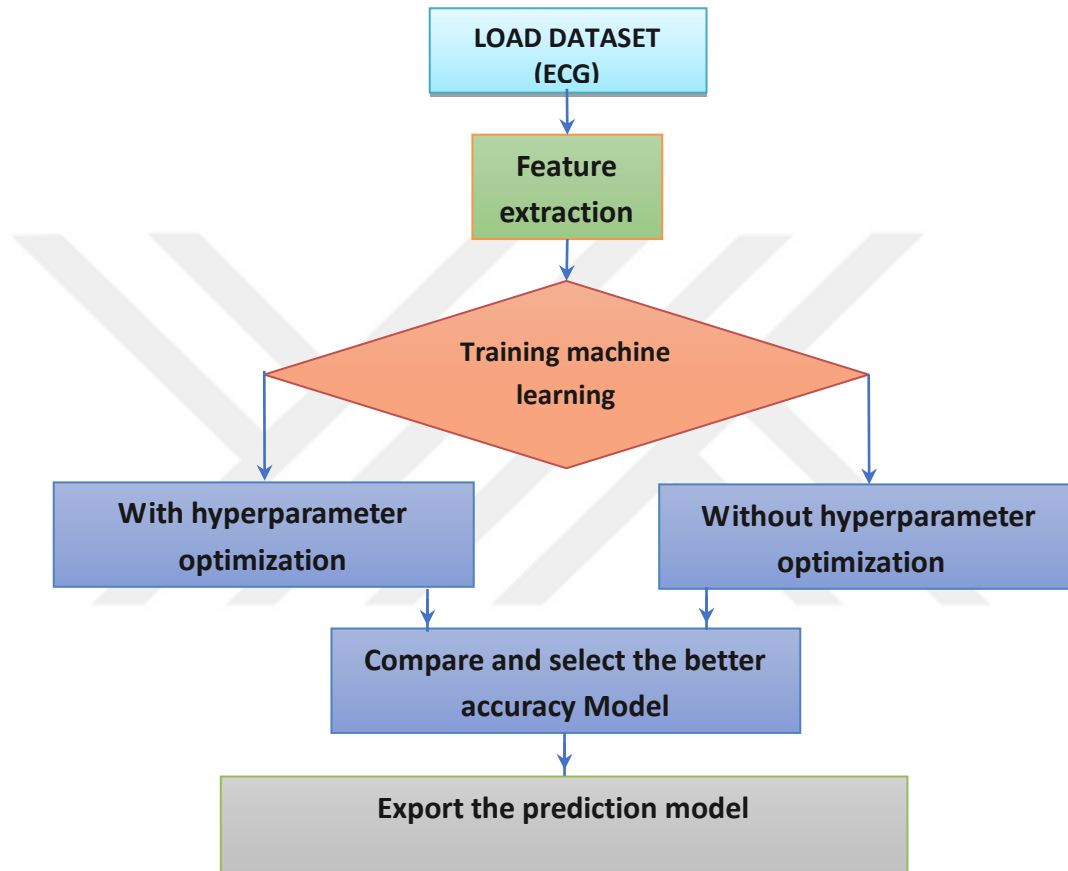 LOAD DATASET
(ECG)
Feature
extraction
Training machine
learning
With hyperparameter
optimization
Without hyperparameter
optimization
Compare and select the better
accuracy Model
Export the prediction model